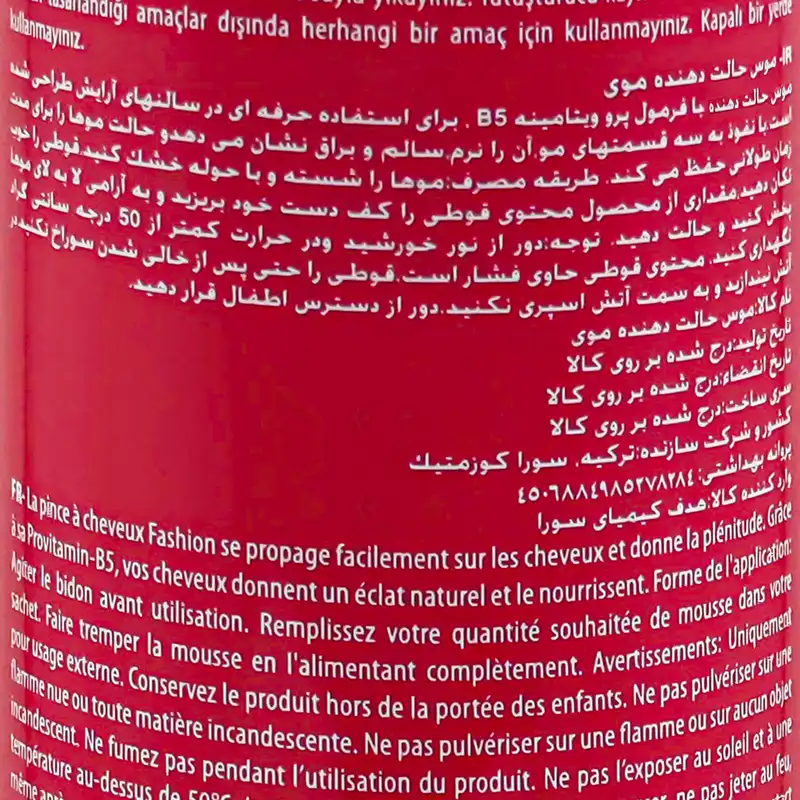 tasarlandığı amaçlar dışında herhangi bir amaç için kullanmayınız. Kapalı bir yerde
kullanmayınız.
IR- موس حالت دهنده موی
موس حالت دهنده با فرمول پرو ویتامینه B5 . برای استفاده حرفه ای در سالنهای آرایش طراحی شده
است.با نفوذ به سه قسمتهای مو,آن را نرم,سالم و براق نشان می دهدو حالت موها را برای مدت
زمان طولانی حفظ می کند. طریقه مصرف:موها را شسته و با حوله خشک کنید.قوطی را خوب
تکان دهید.مقداری از محصول محتوی قوطی را کف دست خود بریزید و به آرامی لا به لای موها
پخش کنید و حالت دهید. توجه:دور از نور خورشید ودر حرارت کمتر از 50 درجه سانتی گراد
نگهداری کنید. محتوی قوطی حاوی فشار است.قوطی را حتی پس از خالی شدن سوراخ نکنید.در
آتش نیندازید و به سمت آتش اسپری نکنید.دور از دسترس اطفال قرار دهید.
نام کالا:موس حالت دهنده موی
تاریخ تولید:درج شده بر روی کالا
تاریخ انقضاء:درج شده بر روی کالا
سری ساخت:درج شده بر روی کالا
کشور و شرکت سازنده:ترکیه. سورا کوزمتیک
پروانه بهداشتی:
وارد کننده کالا:هدف کیمیای سورا
FR- La pince à cheveux Fashion se propage facilement sur les cheveux et donne la plénitude. Grâce
à sa Provitamin-B5, vos cheveux donnent un éclat naturel et le nourrissent. Forme de l'application:
Agiter le bidon avant utilisation. Remplissez votre quantité souhaitée de mousse dans votre
sachet. Faire tremper la mousse en l'alimentant complètement. Avertissements: Uniquement
pour usage externe. Conservez le produit hors de la portée des enfants. Ne pas pulvériser sur une
flamme nue ou toute matière incandescente. Ne pas pulvériser sur une flamme ou sur aucun objet
incandescent. Ne fumez pas pendant l'utilisation du produit. Ne pas l'exposer au soleil et à une
température au-dessus de 50°C ne pas jeter au feu,
même après